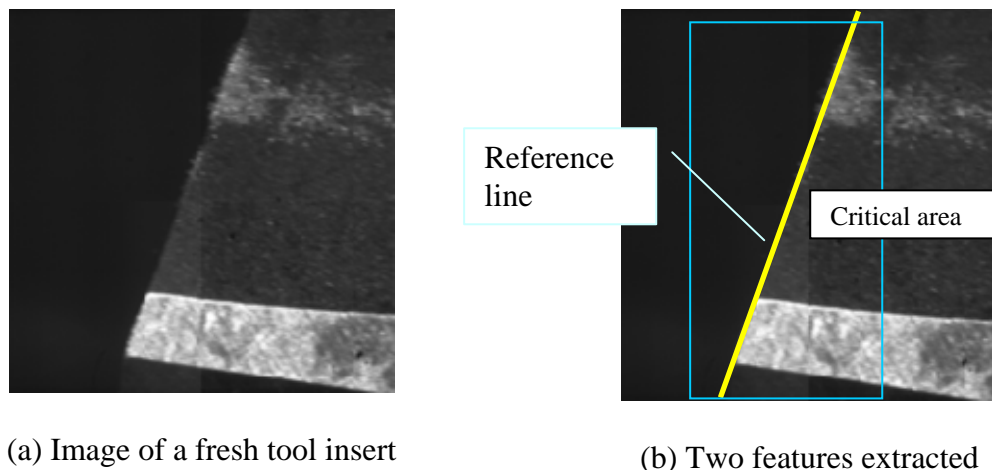 Reference
line
Critical area
(a) Image of a fresh tool insert
(b) Two features extracted